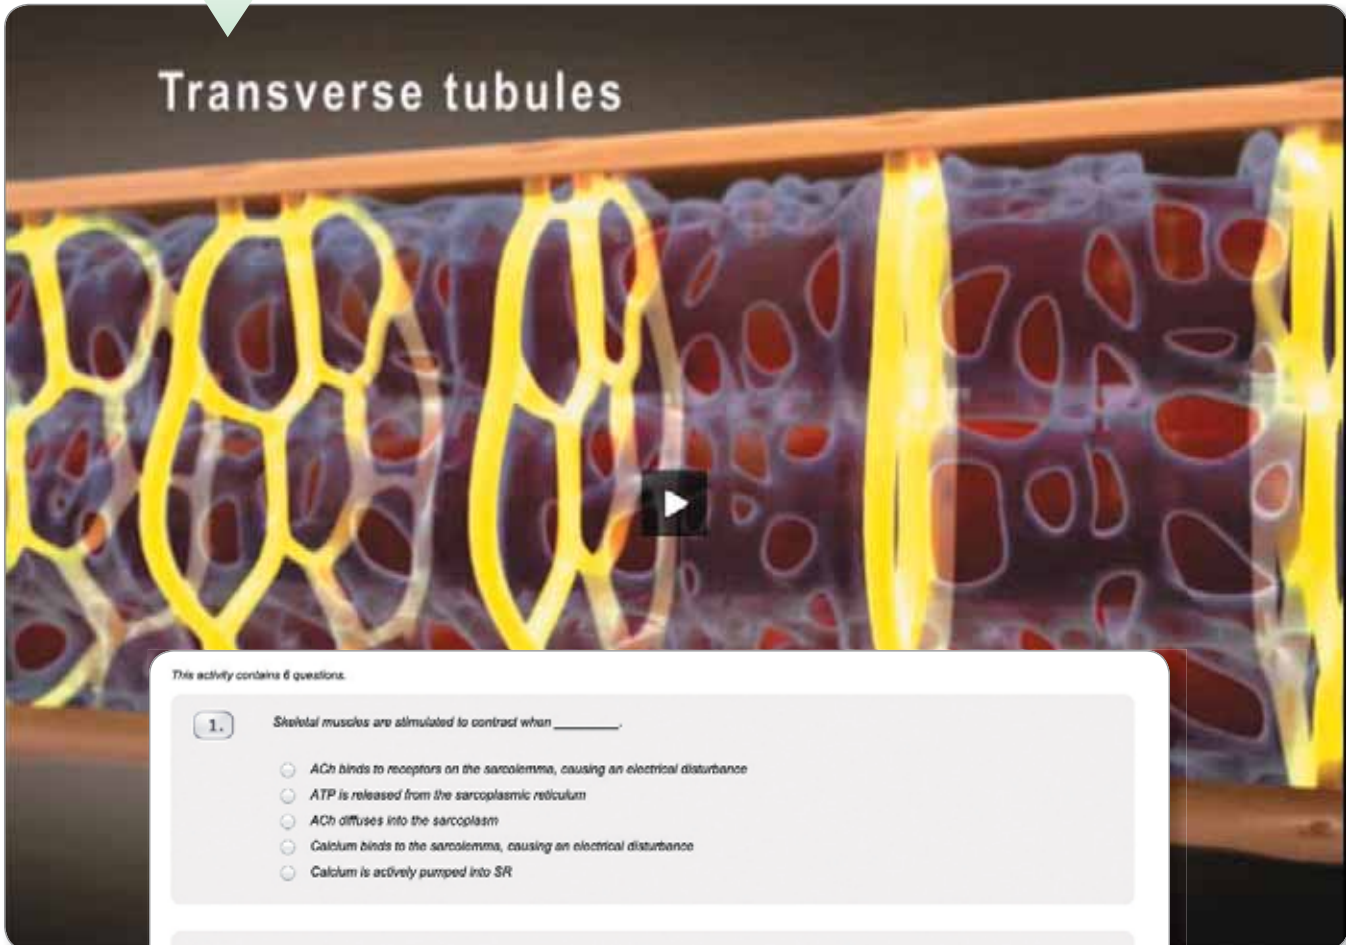 Transverse tubules
This activity contains 6 questions.
1.
Skeletal muscles are stimulated to contract when ________.
ACh binds to receptors on the sarcolemma, causing an electrical disturbance
ATP is released from the sarcoplasmic reticulum
ACh diffuses into the sarcoplasm
Calcium binds to the sarcolemma, causing an electrical disturbance
Calcium is actively pumped into SR